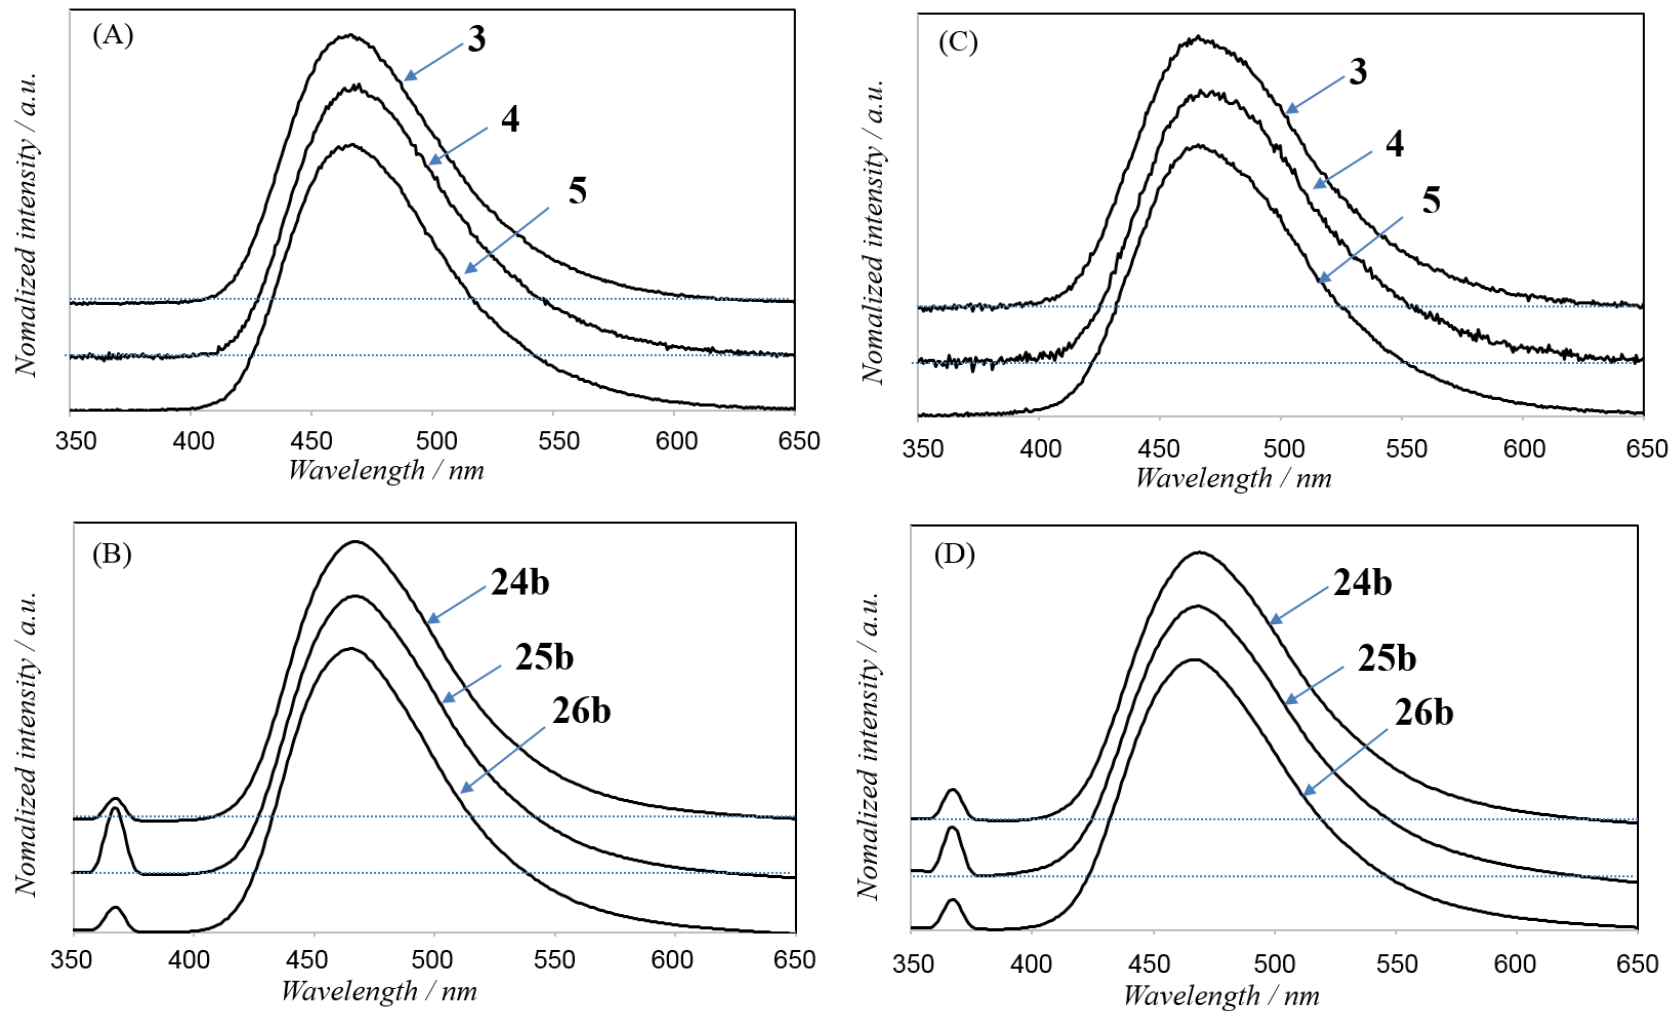 (A)
3
4
5
Nomalized intensity / a.u.
350 400 450 500 550 600 650
Wavelength / nm
(C)
3
4
5
Nomalized intensity / a.u.
350 400 450 500 550 600 650
Wavelength / nm
(B)
24b
25b
26b
Nomalized intensity / a.u.
350 400 450 500 550 600 650
Wavelength / nm
(D)
24b
25b
26b
Nomalized intensity / a.u.
350 400 450 500 550 600 650
Wavelength / nm